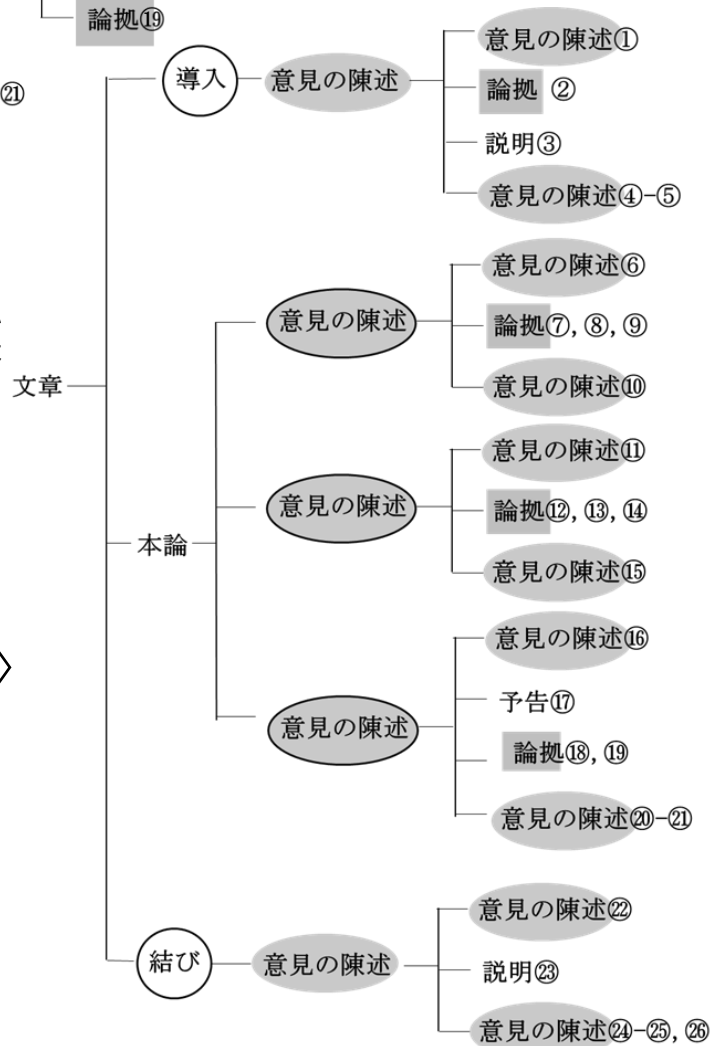 論拠⑲
㉑
導入
意見の陳述
意見の陳述①
論拠 ②
説明③
意見の陳述④-⑤
文章
本論
意見の陳述
意見の陳述⑥
論拠⑦, ⑧, ⑨
意見の陳述⑩
意見の陳述
意見の陳述⑪
論拠⑫, ⑬, ⑭
意見の陳述⑮
意見の陳述
意見の陳述⑯
予告⑰
論拠⑱, ⑲
意見の陳述⑳-㉑
結び
意見の陳述
意見の陳述㉒
説明㉓
意見の陳述㉔-㉕, ㉖